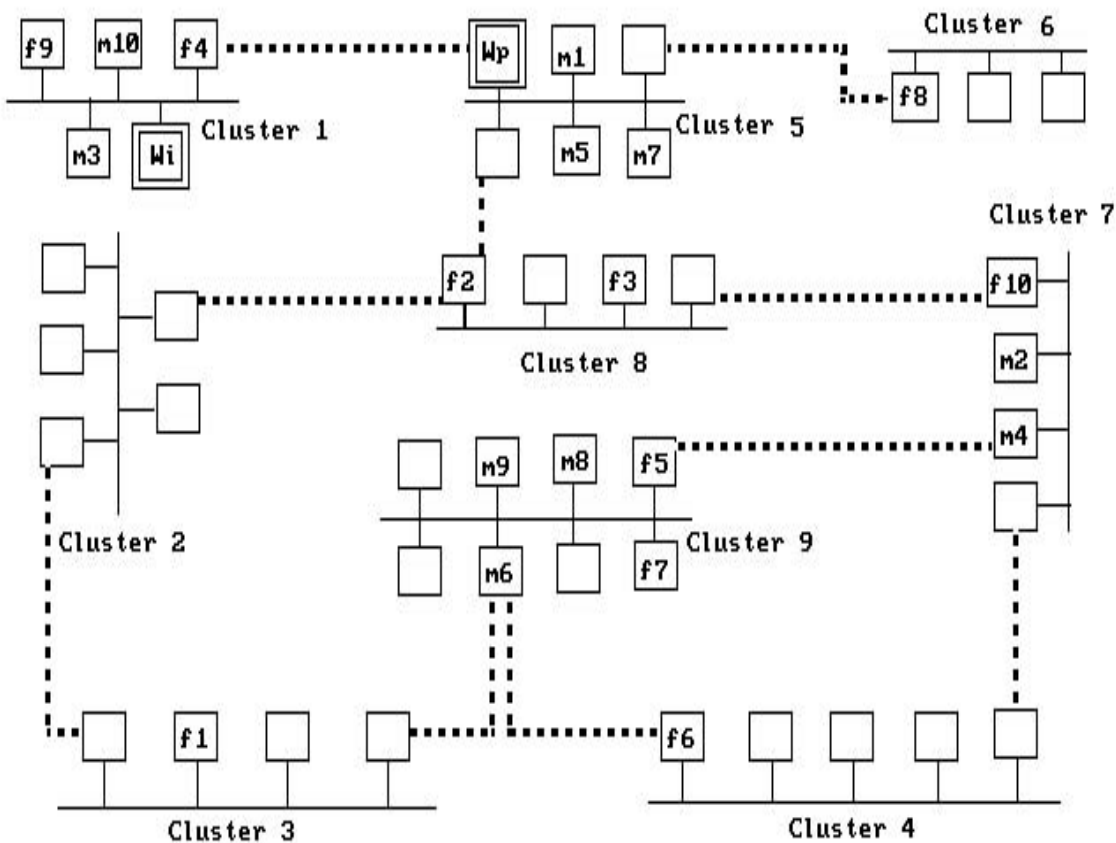 Cluster 6
f9 m10 f4 Wp m1
f8
Cluster 1 Cluster 5
m3 Wi m5 m7
Cluster 7
f2 f3 f10
m2
Cluster 8
m4
m9 m8 f5
Cluster 2 Cluster 9
m6 f7
f1 f6
Cluster 3 Cluster 4